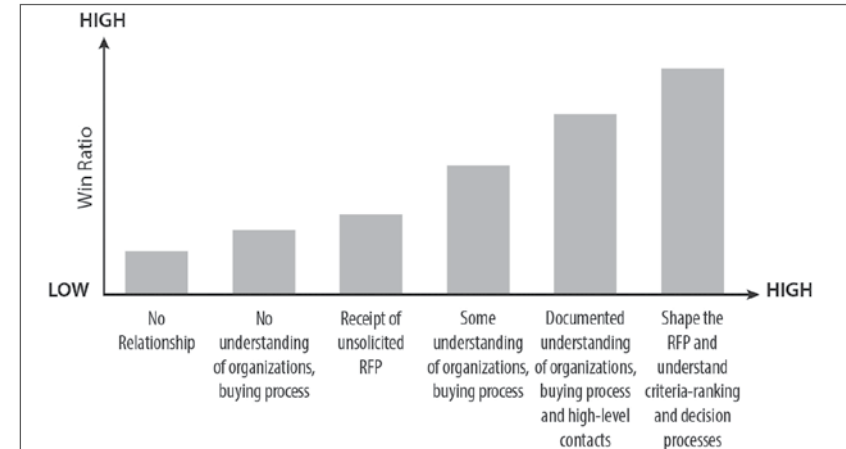 HIGH
Win Ratio
LOW
HIGH
No
Relationship
No
understanding
of organizations,
buying process
Receipt of
unsolicited
RFP
Some
understanding
of organizations,
buying process
Documented
understanding
of organizations,
buying process
and high-level
contacts
Shape the
RFP and
understand
criteria-ranking
and decision
processes